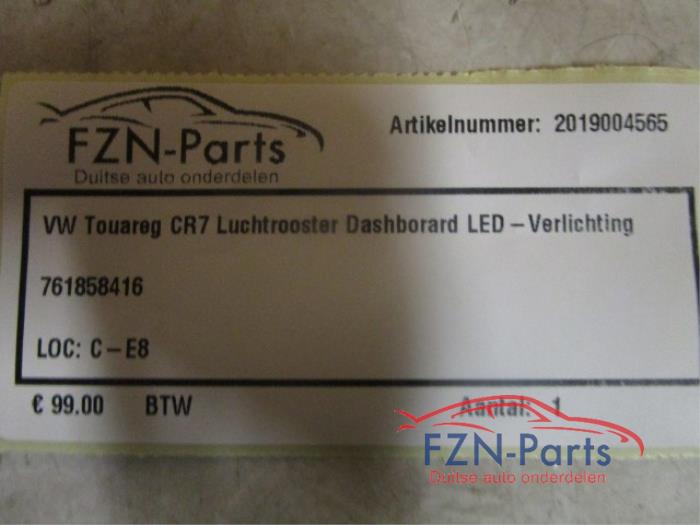 FZN-Parts
Duitse auto onderdelen
Artikelnummer: 2019004565
VW Touareg CR7 Luchtrooster Dashborard LED-Verlichting
761858416
LOC: C-E8
€ 99.00 BTW Aantal: 1
FZN-Parts
Duitse auto onderdelen